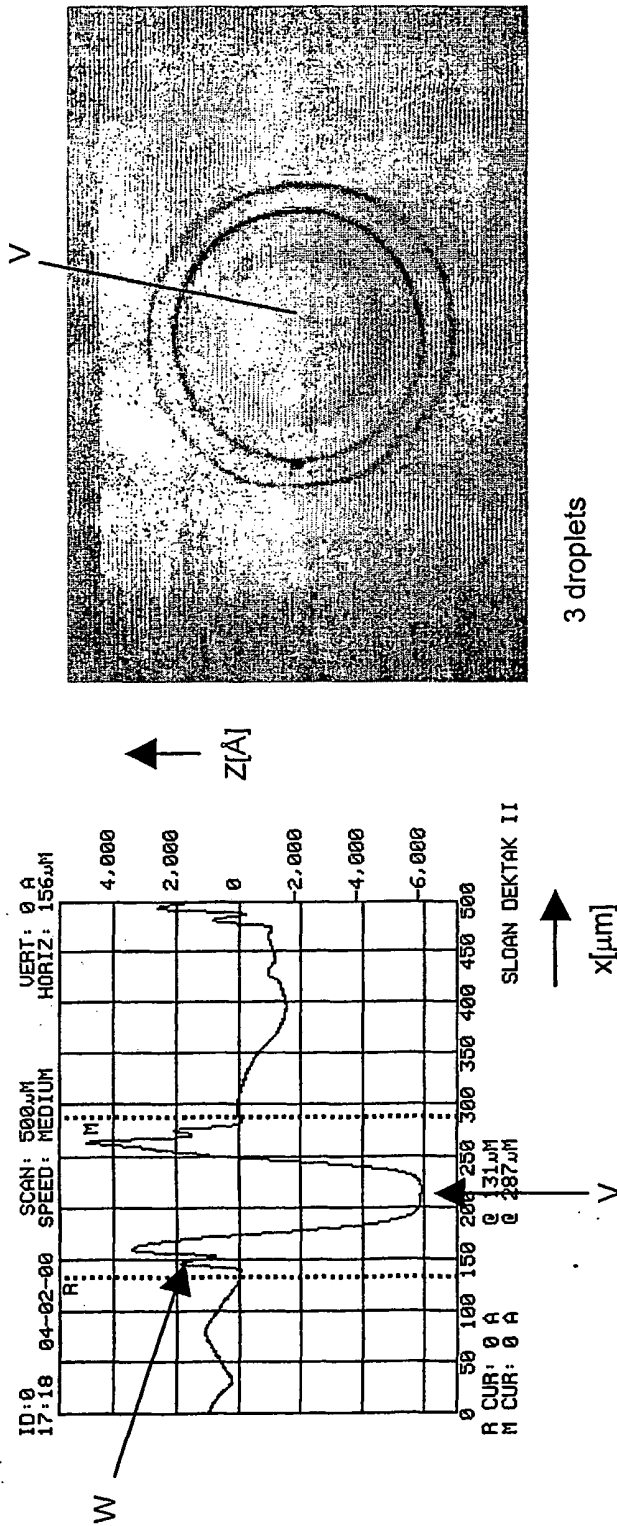 ID:0 SCAN: 500µM VERT: 0 A
17:18 04-02-00 SPEED: MEDIUM HORIZ: 156µM
R
M
W
4,000
2,000
0
-2,000
-6,000
0 50 100 150 200 250 300 350 400 450 500
R CUR: 0 A @ 131µM
M CUR: 0 A @ 287µM
SLOAN DEKTAK II
V
x[µm]
Z[Å]
V
3 droplets